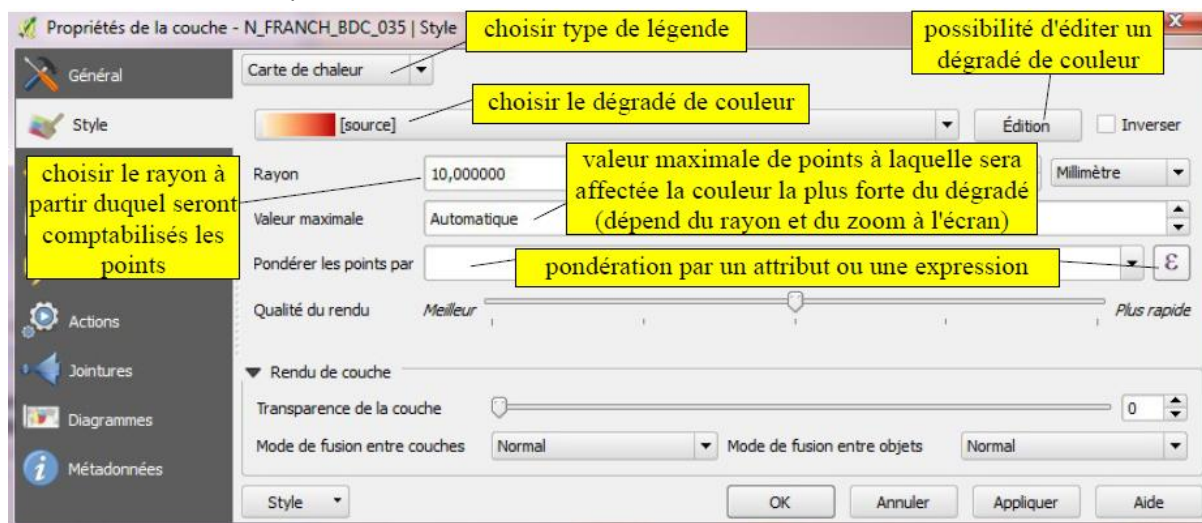 Propriétés de la couche - N_FRANCH_BDC_035 | Style
choisir type de légende
possibilité d'éditer un
dégradé de couleur
Général
Carte de chaleur
choisir le dégradé de couleur
Style
[source]
Édition
Inverser
choisir le rayon à
partir duquel seront
comptabilisés les
points
Rayon
10,000000
valeur maximale de points à laquelle sera
affectée la couleur la plus forte du dégradé
(dépend du rayon et du zoom à l'écran)
Millimètre
Valeur maximale
Automatique
Pondérer les points par
pondération par un attribut ou une expression
ε
Qualité du rendu
Meilleur
Plus rapide
Actions
Jointures
Rendu de couche
Transparence de la couche
0
Diagrammes
Mode de fusion entre couches
Normal
Mode de fusion entre objets
Normal
Métadonnées
Style
OK
Annuler
Appliquer
Aide